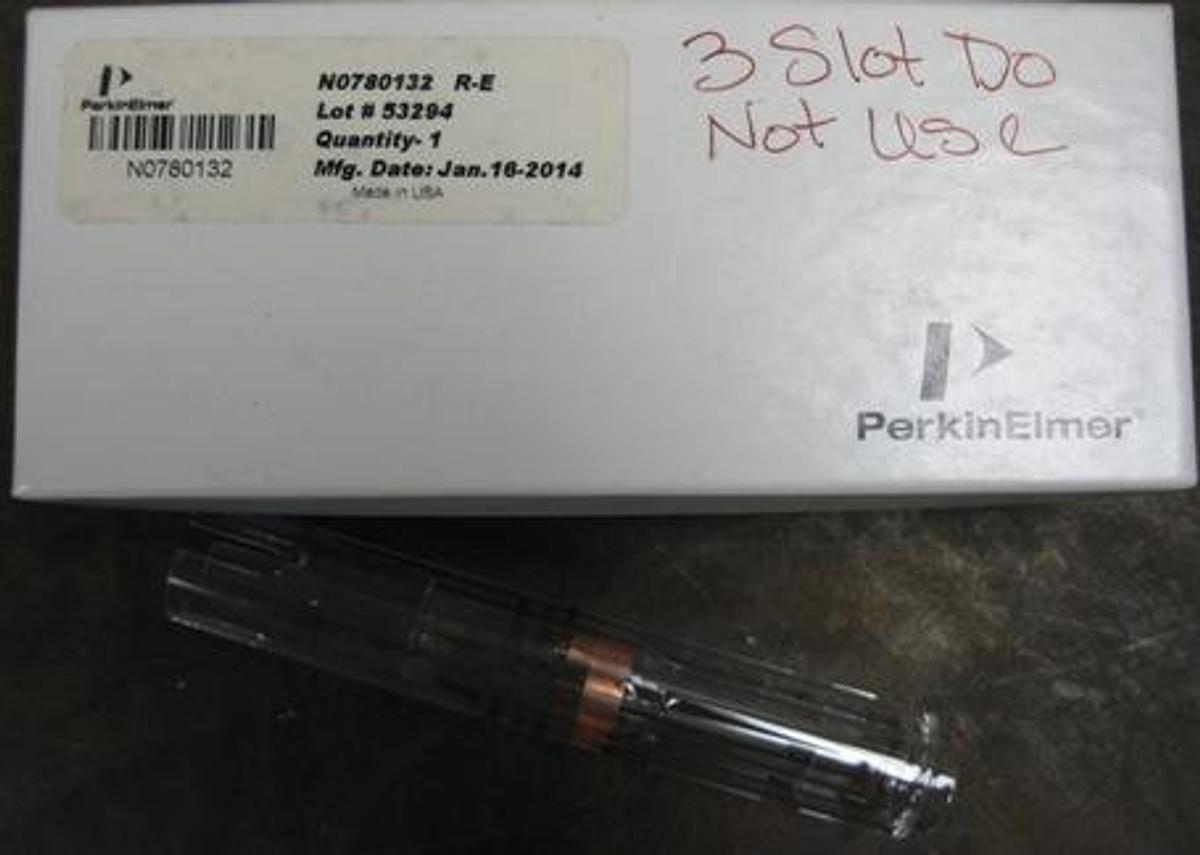 PerkinElmer
N0780132
N0780132 R-E
Lot # 53294
Quantity- 1
Mfg. Date: Jan.16-2014
Made in USA
3 Slot Do
Not Use
PerkinElmer